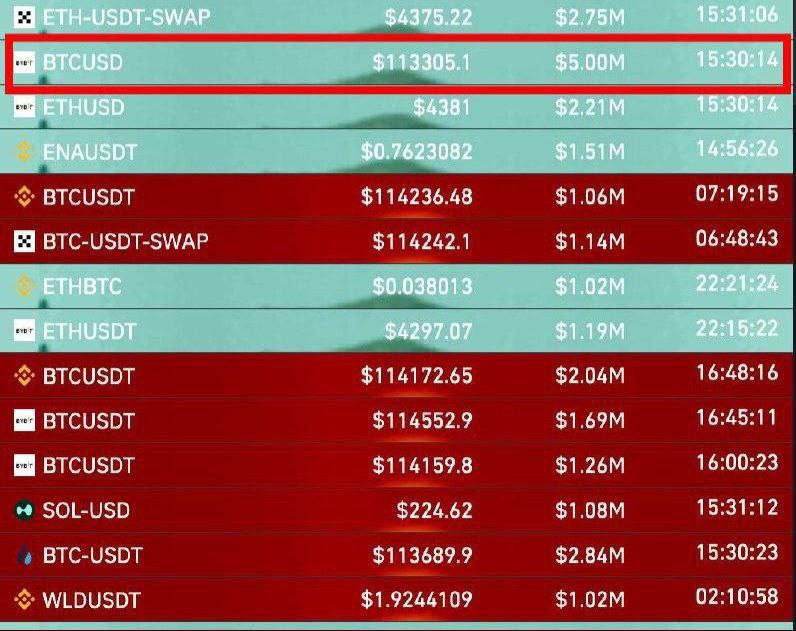 ETH-USDT-SWAP $4375.22 $2.75M 15:31:06
BYBIT BTCUSD $113305.1 $5.00M 15:30:14
BYBIT ETHUSD $4381 $2.21M 15:30:14
ENAUSDT $0.7623082 $1.51M 14:56:26
BTCUSDT $114236.48 $1.06M 07:19:15
BTC-USDT-SWAP $114242.1 $1.14M 06:48:43
ETHBTC $0.038013 $1.02M 22:21:24
BYBIT ETHUSDT $4297.07 $1.19M 22:15:22
BTCUSDT $114172.65 $2.04M 16:48:16
BYBIT BTCUSDT $114552.9 $1.69M 16:45:11
BYBIT BTCUSDT $114159.8 $1.26M 16:00:23
SOL-USD $224.62 $1.08M 15:31:12
BTC-USDT $113689.9 $2.84M 15:30:23
WLDUSDT $1.9244109 $1.02M 02:10:58